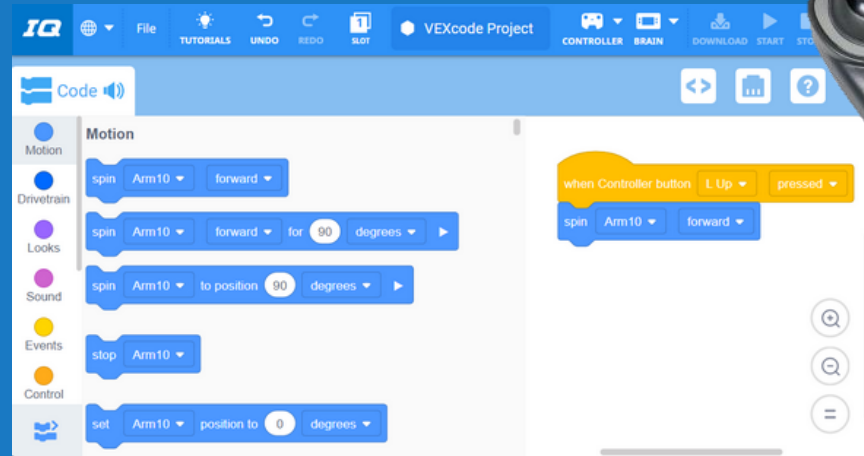 IQ
File
TUTORIALS
UNDO
REDO
1
SLOT
VEXcode Project
CONTROLLER
BRAIN
DOWNLOAD
START
Code
Motion
Drivetrain
Looks
Sound
Events
Control
Motion
spin Arm10 forward
spin Arm10 forward for 90 degrees
spin Arm10 to position 90 degrees
stop Arm10
set Arm10 position to 0 degrees
when Controller button L Up pressed
spin Arm10 forward